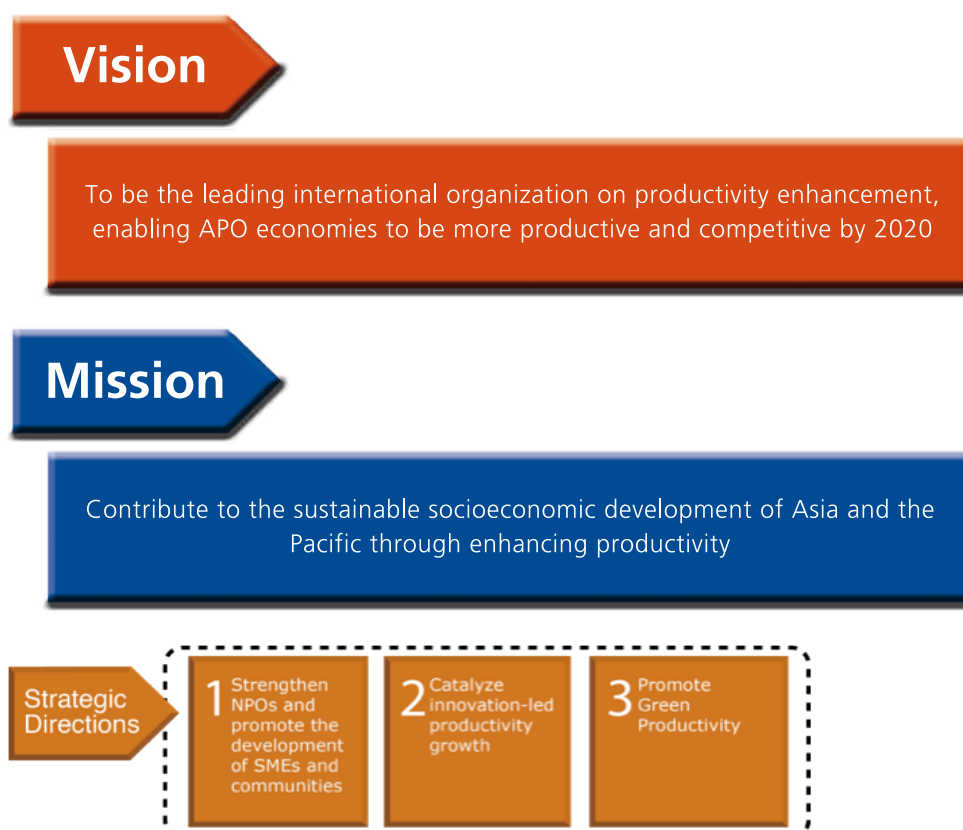 Vision
To be the leading international organization on productivity enhancement,
enabling APO economies to be more productive and competitive by 2020
Mission
Contribute to the sustainable socioeconomic development of Asia and the
Pacific through enhancing productivity
Strategic
Directions
1 Strengthen
NPOs and
promote the
development
of SMEs and
communities
2 Catalyze
innovation-led
productivity
growth
3 Promote
Green
Productivity